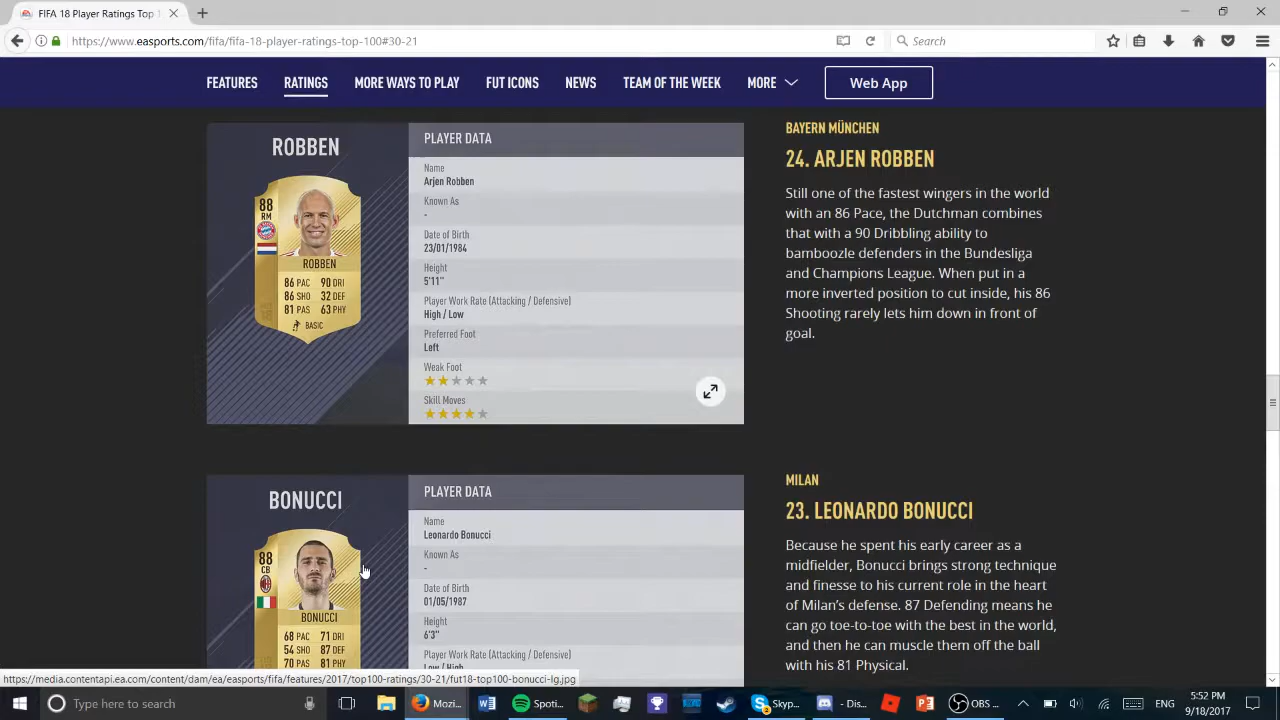 FIFA 18 Player Ratings Top 1
https://www.easports.com/fifa/fifa-18-player-ratings-top-100#30-21
Search
FEATURES
RATINGS
MORE WAYS TO PLAY
FUT ICONS
NEWS
TEAM OF THE WEEK
MORE
Web App
ROBBEN
88
RM
ROBBEN
86 PAC 90 DRI
86 SHO 32 DEF
81 PAS 63 PHY
BASIC
PLAYER DATA
Name
Arjen Robben
Known As
-
Date of Birth
23/01/1984
Height
5'11"
Player Work Rate (Attacking / Defensive)
High / Low
Preferred Foot
Left
Weak Foot
Skill Moves
BAYERN MÜNCHEN
24. ARJEN ROBBEN
Still one of the fastest wingers in the world
with an 86 Pace, the Dutchman combines
that with a 90 Dribbling ability to
bamboozle defenders in the Bundesliga
and Champions League. When put in a
more inverted position to cut inside, his 86
Shooting rarely lets him down in front of
goal.
BONUCCI
88
CB
BONUCCI
68 PAC 71 DRI
54 SHO 87 DEF
70 PAS 81 PHY
PLAYER DATA
Name
Leonardo Bonucci
Known As
-
Date of Birth
01/05/1987
Height
6'3"
Player Work Rate (Attacking / Defensive)
Low / High
MILAN
23. LEONARDO BONUCCI
Because he spent his early career as a
midfielder, Bonucci brings strong technique
and finesse to his current role in the heart
of Milan's defense. 87 Defending means he
can go toe-to-toe with the best in the world,
and then he can muscle them off the ball
with his 81 Physical.
https://media.contentapi.ea.com/content/dam/ea/easports/fifa/features/2017/top100-ratings/30-21/fut18-top100-bonucci-lg.jpg
Type here to search
Mozi...
Spoti...
Skyp...
- Dis...
OBS ...
ENG
5:52 PM
9/18/2017